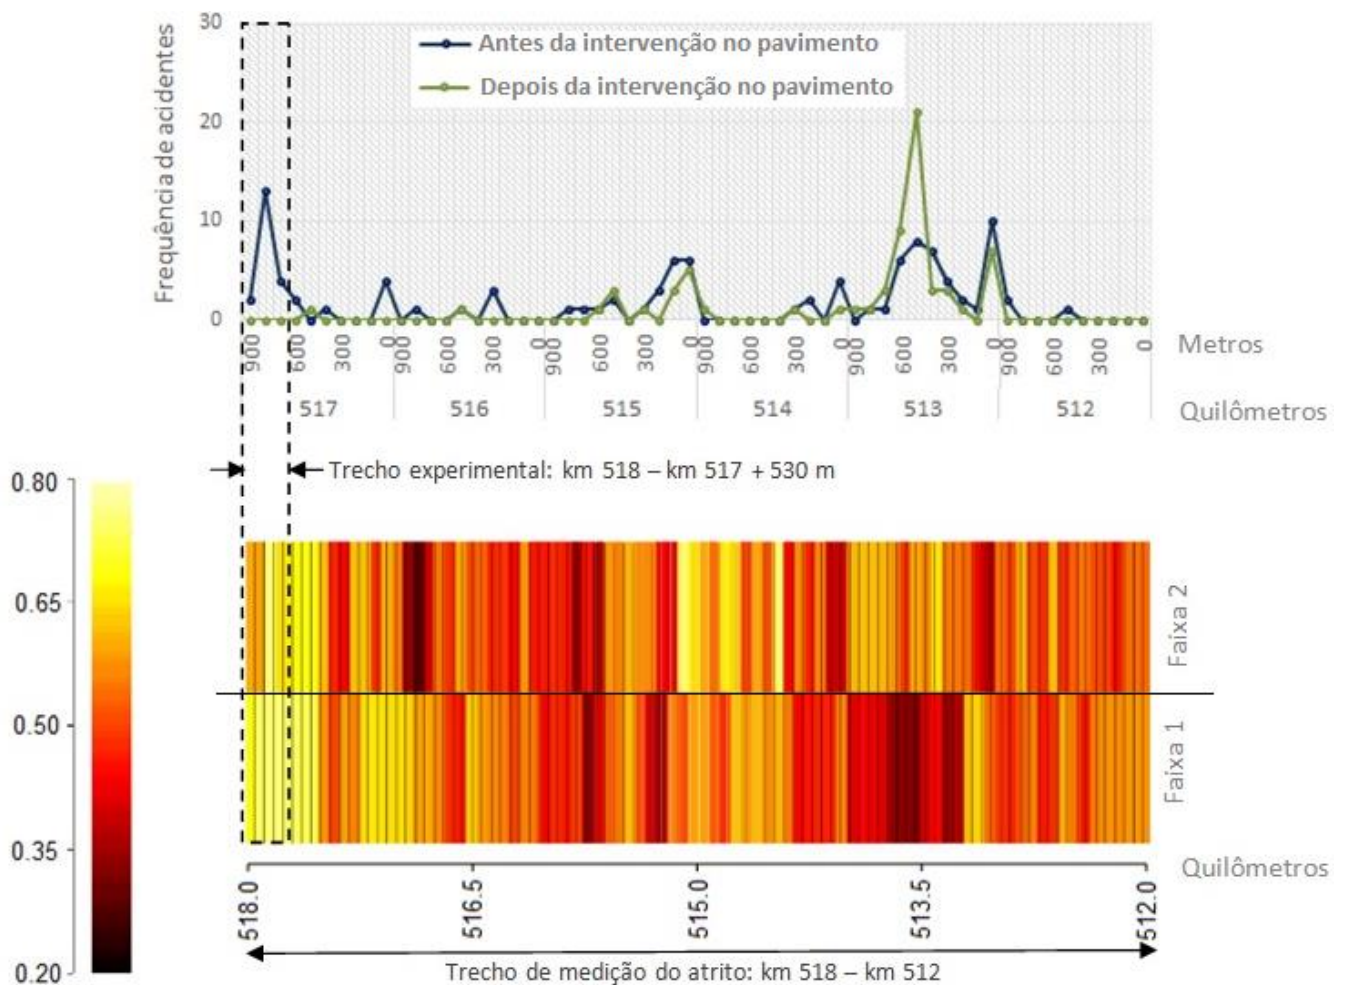 Frequência de acidentes
30
20
10
0
Antes da intervenção no pavimento
Depois da intervenção no pavimento
900 600 300 0 900 600 300 0 900 600 300 0 900 600 300 0 900 600 300 0 900 600 300 0
Metros
517 516 515 514 513 512
Quilômetros
Trecho experimental: km 518 – km 517 + 530 m
0.80
0.65
0.50
0.35
0.20
Faixa 2
Faixa 1
518.0 516.5 515.0 513.5 512.0
Quilômetros
Trecho de medição do atrito: km 518 – km 512